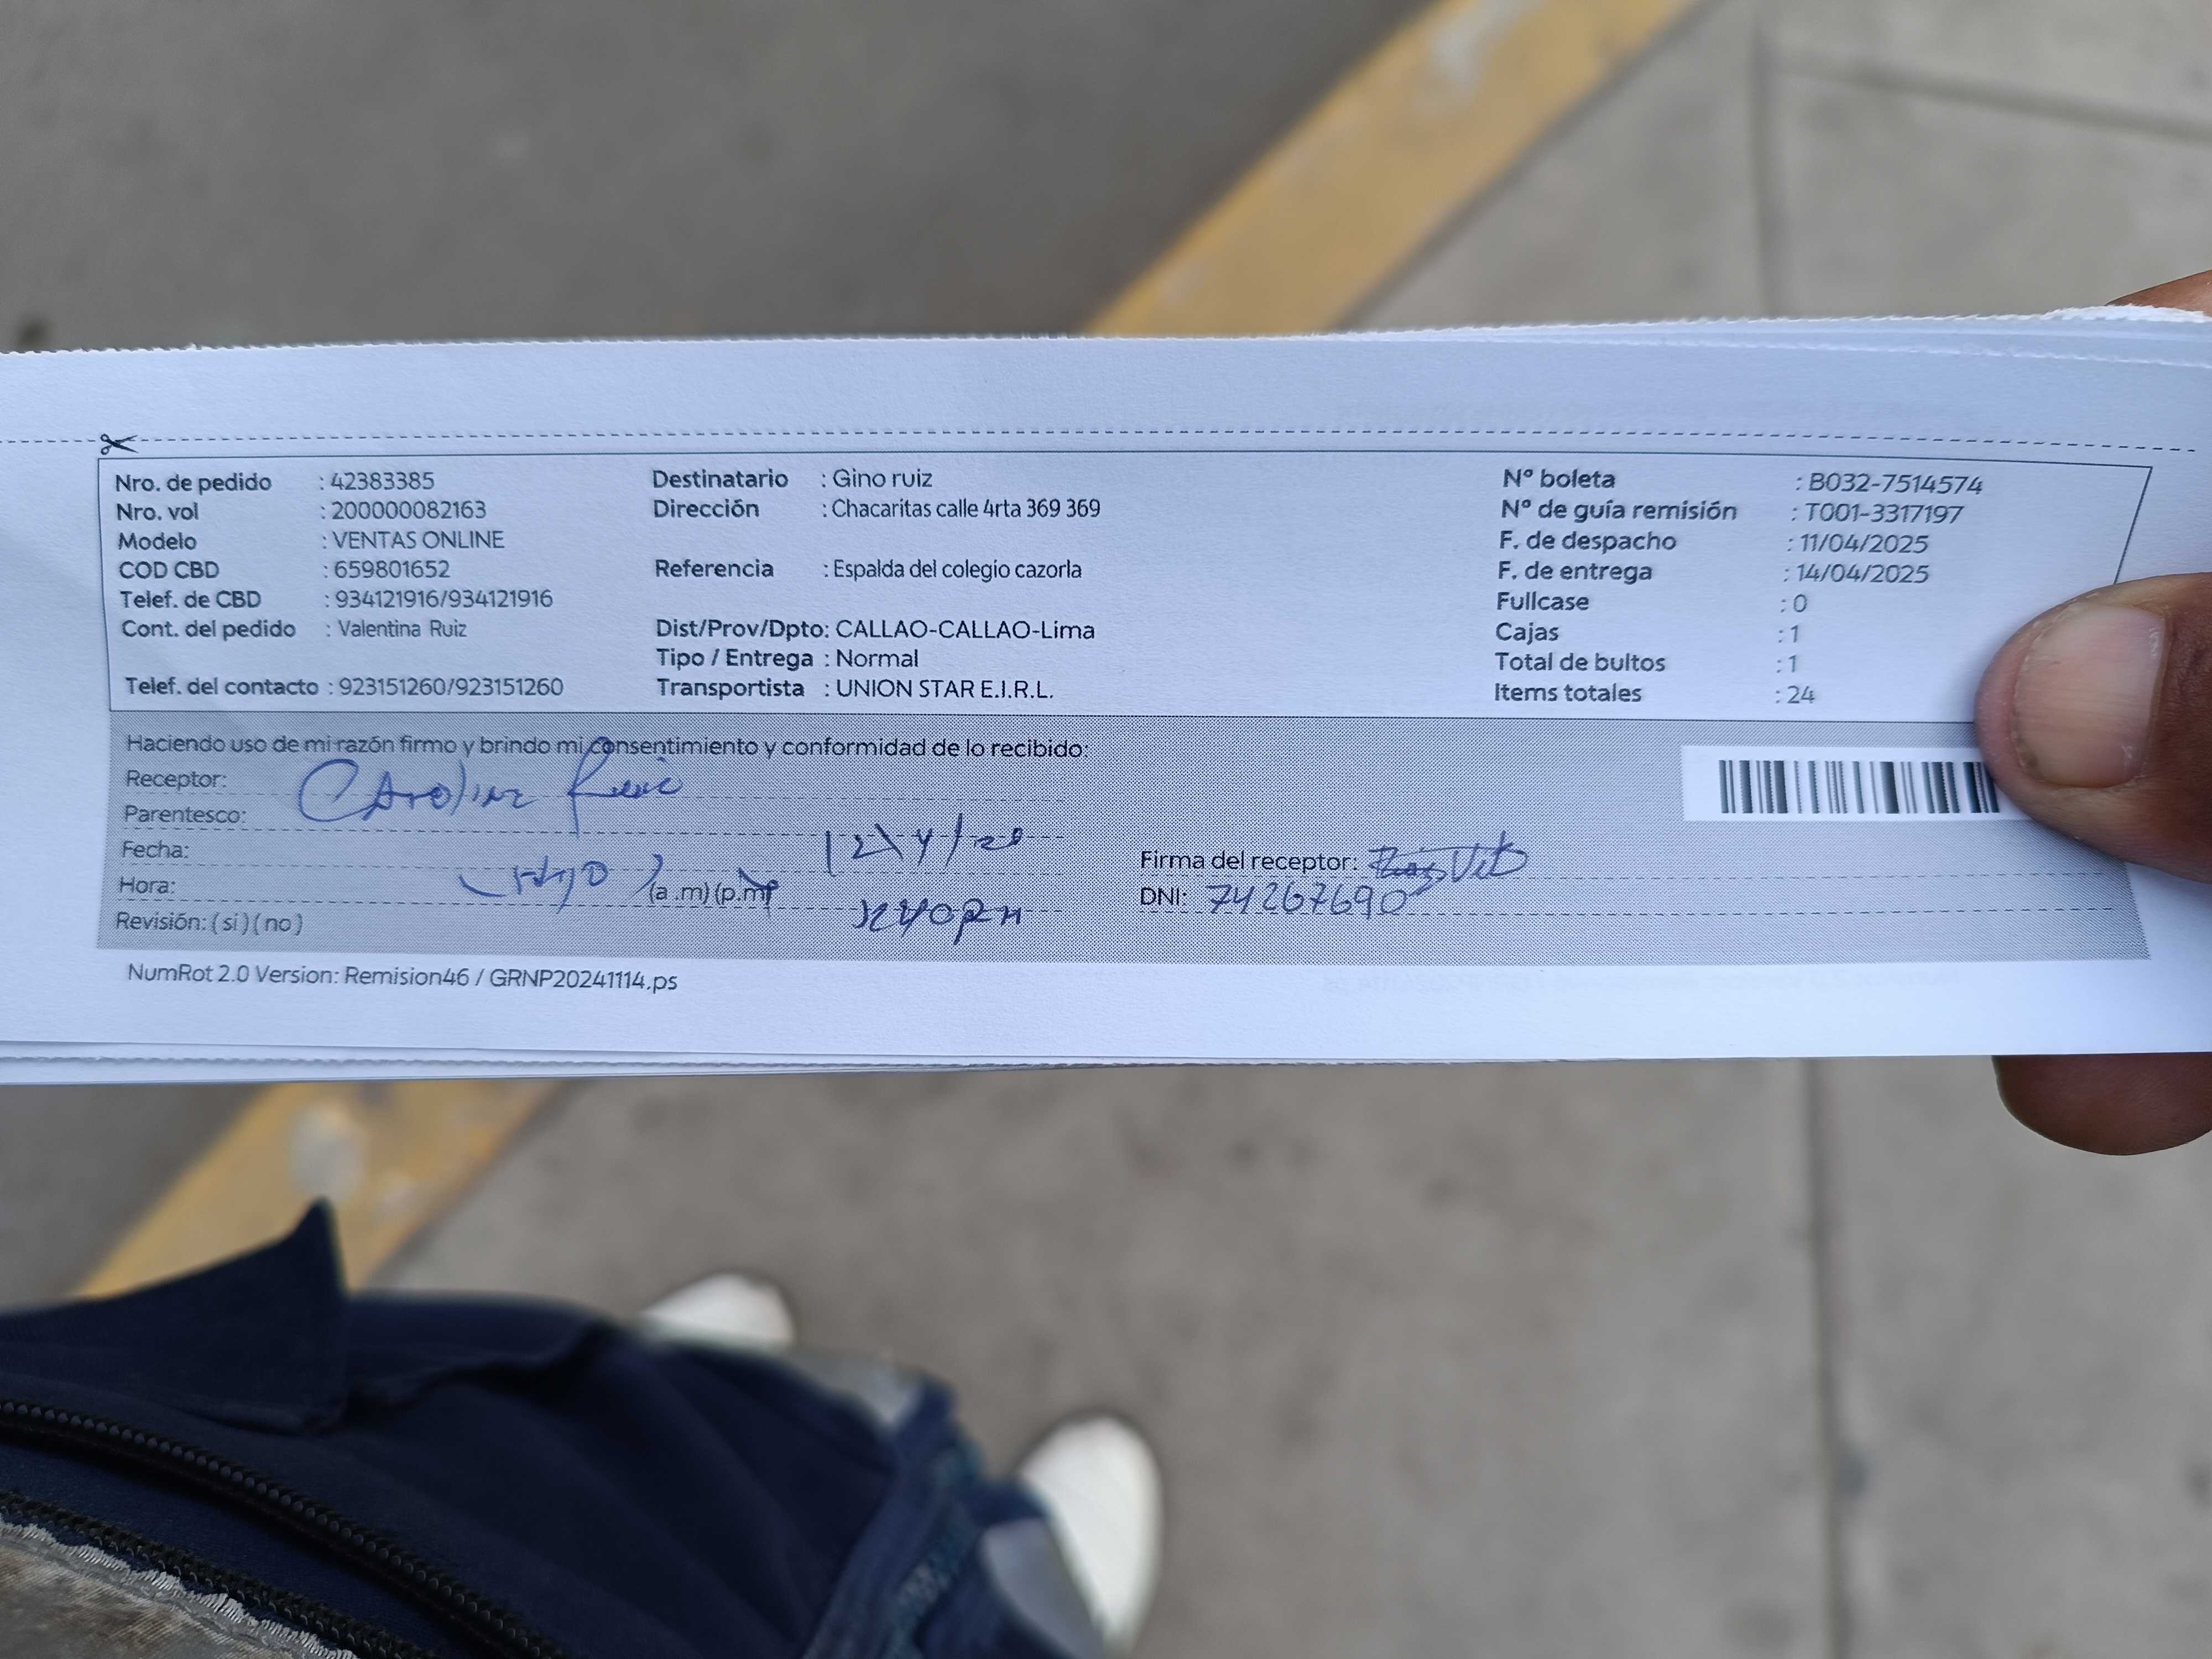 Nro. de pedido : 42383385
Nro. vol : 200000082163
Modelo : VENTAS ONLINE
COD CBD : 659801652
Telef. de CBD : 934121916/934121916
Cont. del pedido : Valentina Ruiz
Telef. del contacto : 923151260/923151260
Destinatario : Gino ruiz
Dirección : Chacaritas calle 4rta 369 369
Referencia : Espalda del colegio cazorla
Dist/Prov/Dpto: CALLAO-CALLAO-Lima
Tipo / Entrega : Normal
Transportista : UNION STAR E.I.R.L.
Nº boleta : B032-7514574
Nº de guía remisión : T001-3317197
F. de despacho : 11/04/2025
F. de entrega : 14/04/2025
Fullcase : 0
Cajas : 1
Total de bultos : 1
Items totales : 24
Haciendo uso de mi razón firmo y brindo mi consentimiento y conformidad de lo recibido:
Receptor: Carolina Ruiz
Parentesco:
Fecha:
Hora: (a .m) (p.m)
Revisión: ( si ) ( no )
Firma del receptor:
DNI: 74267690
NumRot 2.0 Version: Remision46 / GRNP20241114.ps